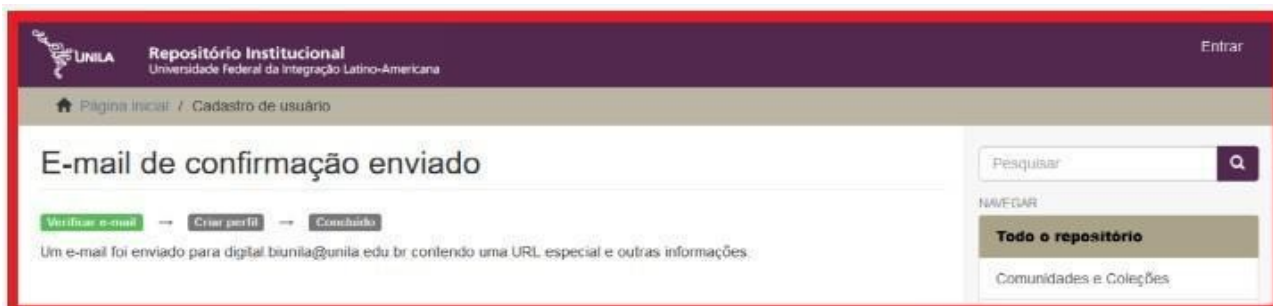 UNILA
Repositório Institucional
Universidade Federal da Integração Latino-Americana
Entrar
Página inicial / Cadastro de usuário
E-mail de confirmação enviado
Verificar e-mail → Criar perfil → Concluído
Um e-mail foi enviado para digital.biunila@unila.edu.br contendo uma URL especial e outras informações.
Pesquisar
NAVEGAR
Todo o repositório
Comunidades e Coleções